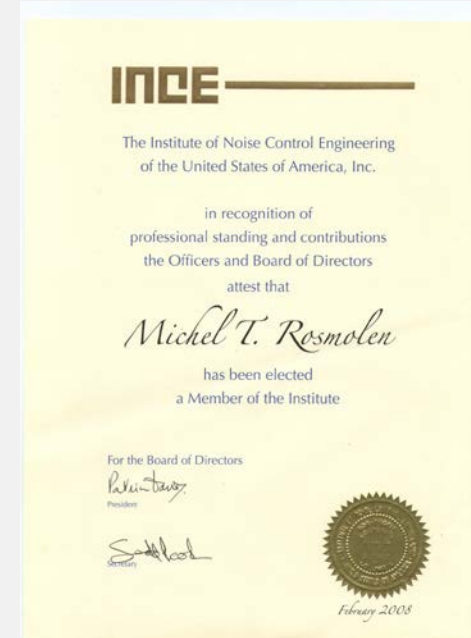 INCE
The Institute of Noise Control Engineering
of the United States of America, Inc.
in recognition of
professional standing and contributions
the Officers and Board of Directors
attest that
Michel T. Rosmolen
has been elected
a Member of the Institute
For the Board of Directors
President
Secretary
February 2008